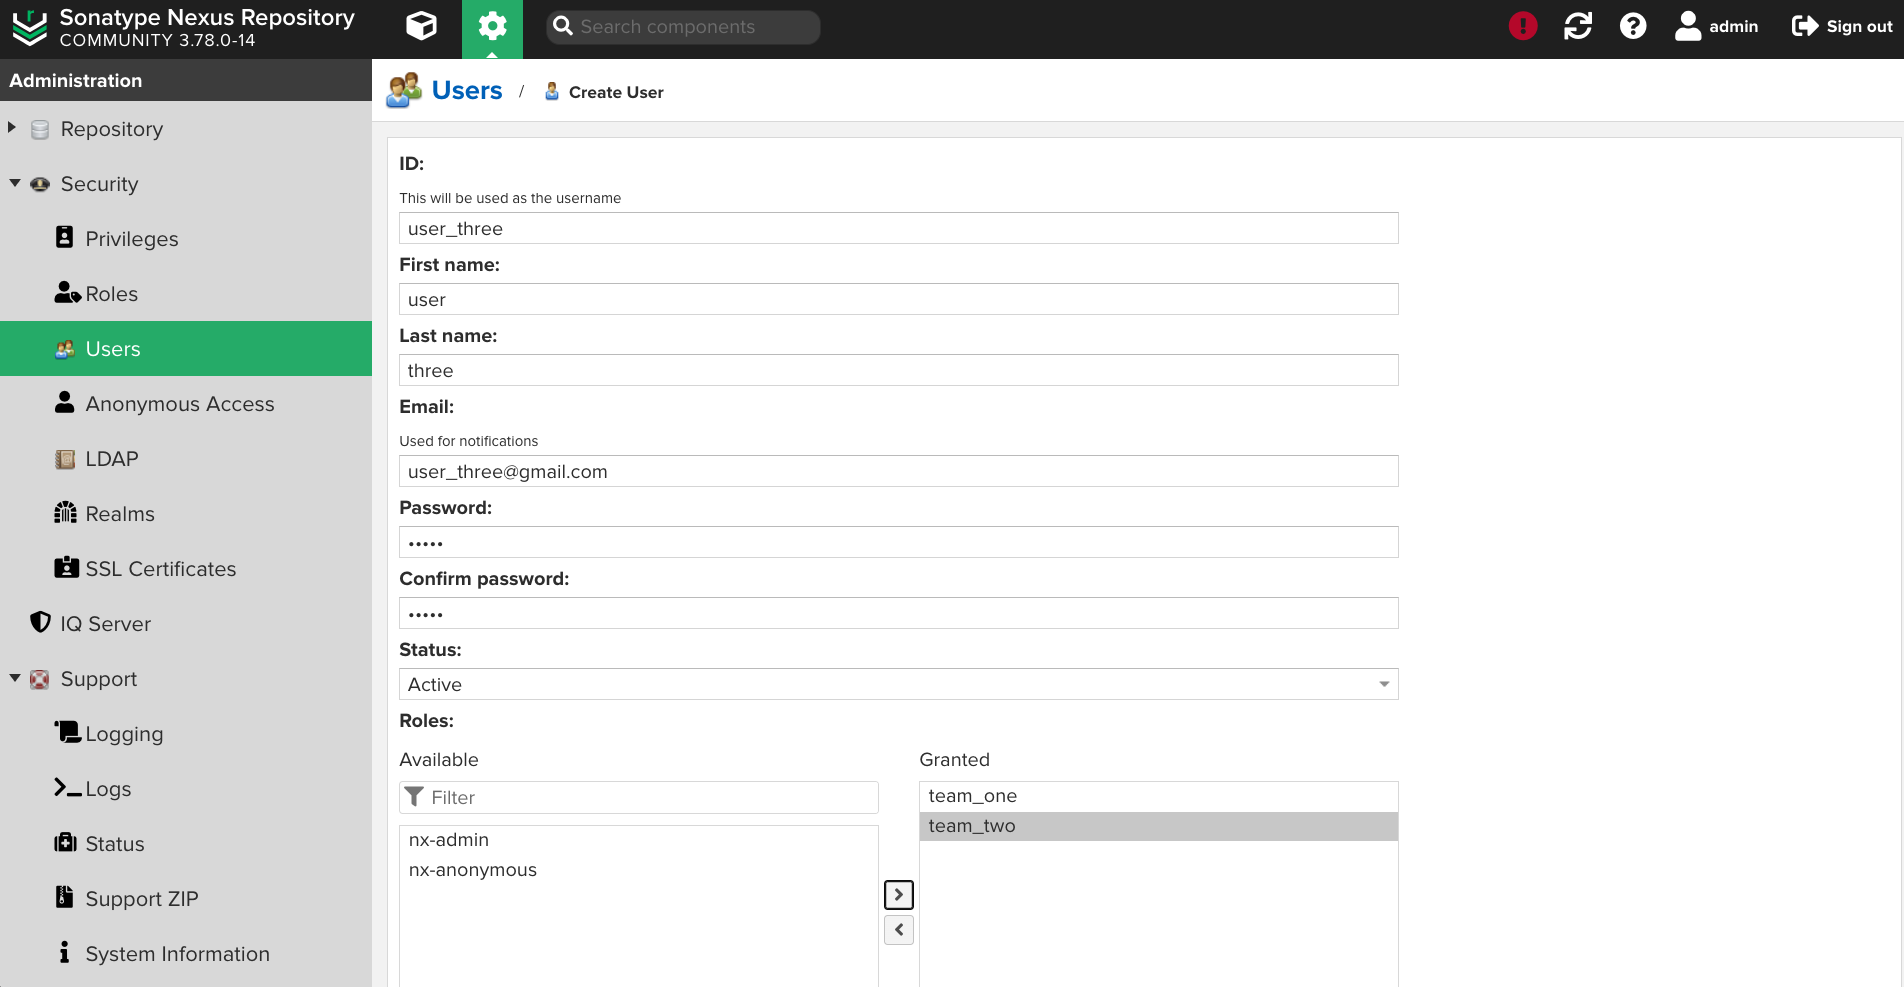 Sonatype Nexus Repository
COMMUNITY 3.78.0-14
Search components
admin
Sign out
Administration
Repository
Security
Privileges
Roles
Users
Anonymous Access
LDAP
Realms
SSL Certificates
IQ Server
Support
Logging
Logs
Status
Support ZIP
System Information
Users / Create User
ID:
This will be used as the username
user_three
First name:
user
Last name:
three
Email:
Used for notifications
user_three@gmail.com
Password:
•••••
Confirm password:
•••••
Status:
Active
Roles:
Available
Filter
nx-admin
nx-anonymous
Granted
team_one
team_two